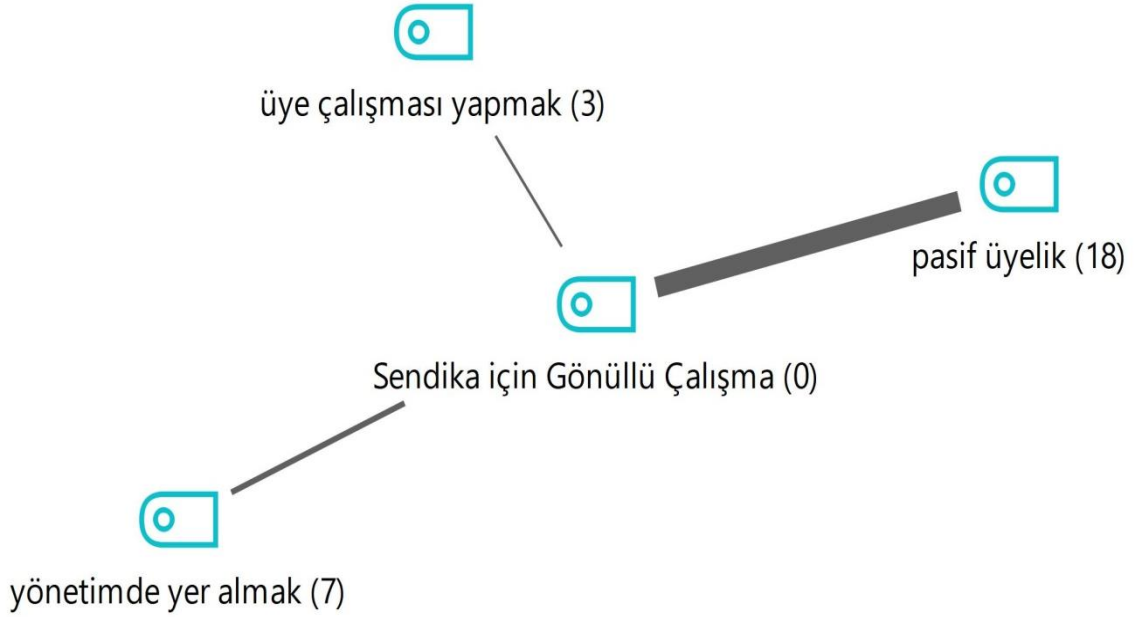 üye çalışması yapmak (3)
pasif üyelik (18)
Sendika için Gönüllü Çalışma (0)
yönetimde yer almak (7)